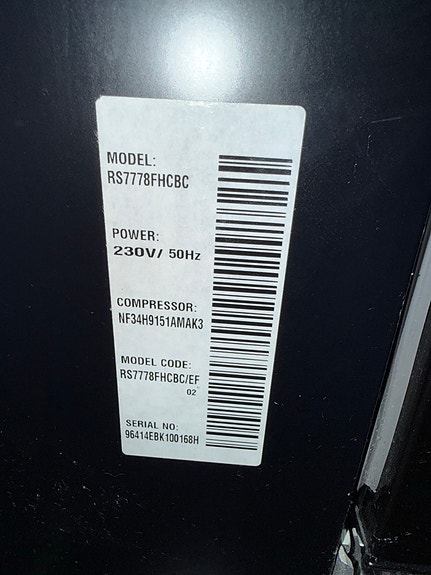 MODEL:
RS7778FHCBC
POWER:
230V/ 50Hz
COMPRESSOR:
NF34H9151AMAK3
MODEL CODE:
RS7778FHCBC/EF
02
SERIAL NO:
96414EBK100168H